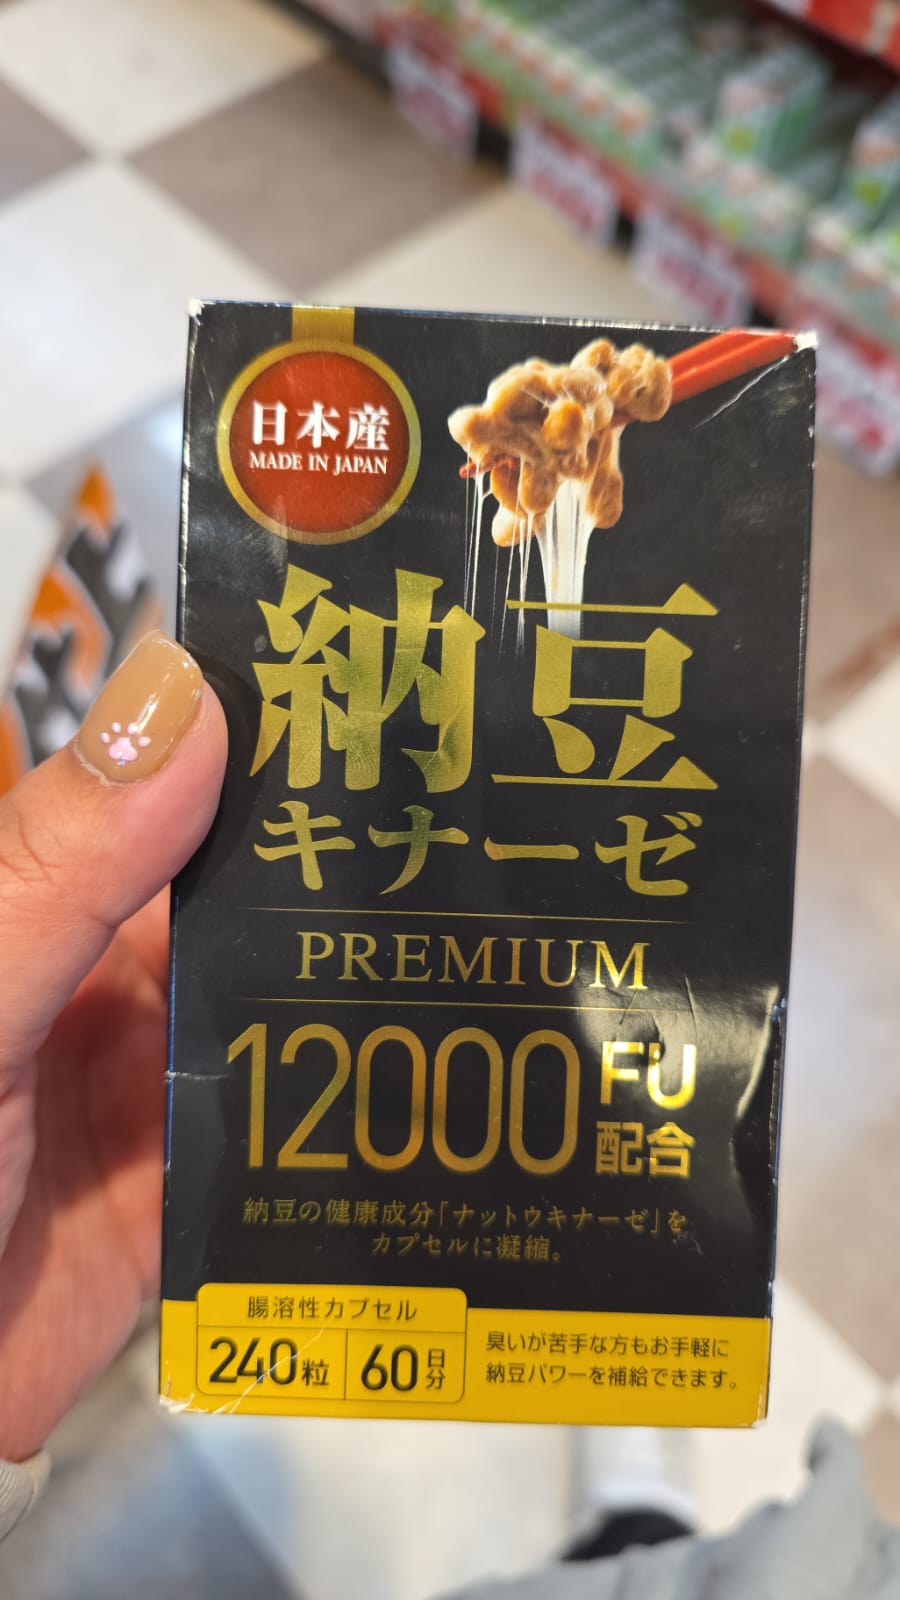 日本産
MADE IN JAPAN
納豆
キナーゼ
PREMIUM
12000 FU
配合
納豆の健康成分「ナットウキナーゼ」を
カプセルに凝縮。
腸溶性カプセル
240粒 60日分
臭いが苦手な方もお手軽に
納豆パワーを補給できます。